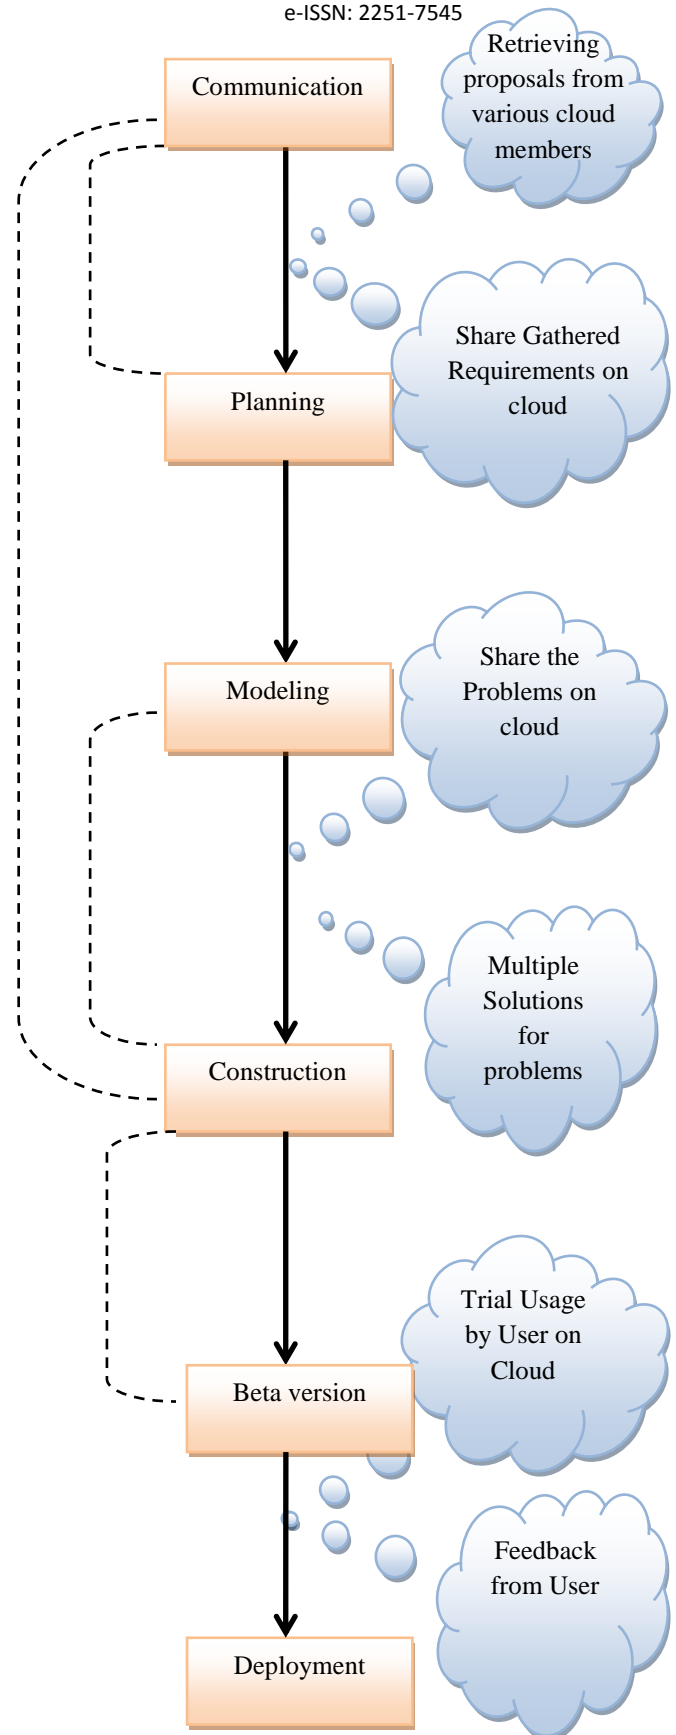 e-ISSN: 2251-7545
Communication
Retrieving
proposals from
various cloud
members
Share Gathered
Requirements on
cloud
Planning
Modeling
Share the
Problems on
cloud
Multiple
Solutions
for
problems
Construction
Trial Usage
by User on
Cloud
Beta version
Feedback
from User
Deployment